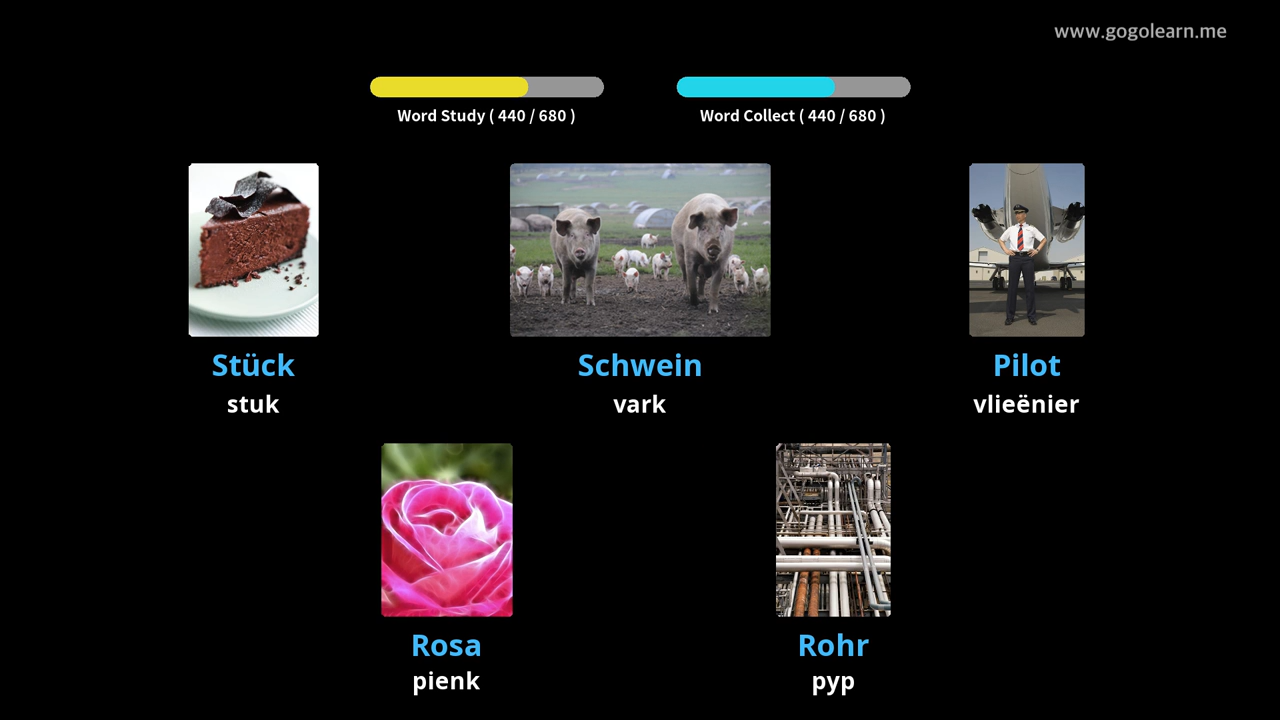 www.gogolearn.me
Word Study ( 440 / 680 )
Word Collect ( 440 / 680 )
Stück
stuk
Schwein
vark
Pilot
vlieënier
Rosa
pienk
Rohr
pyp